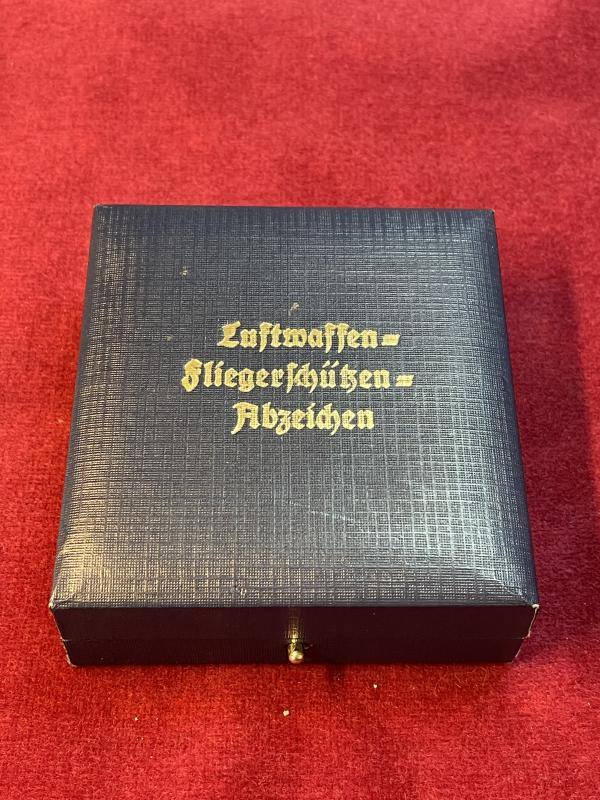 Luftwaffen=
Fliegerschützen=
Abzeichen